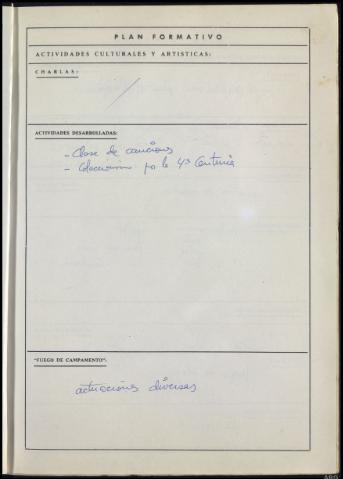 PLAN FORMATIVO
ACTIVIDADES CULTURALES Y ARTISTICAS:
CHARLAS:
ACTIVIDADES DESARROLLADAS:
- Clase de canciones
- por la 4ª Centuria
"FUEGO DE CAMPAMENTO":
actuaciones diversas